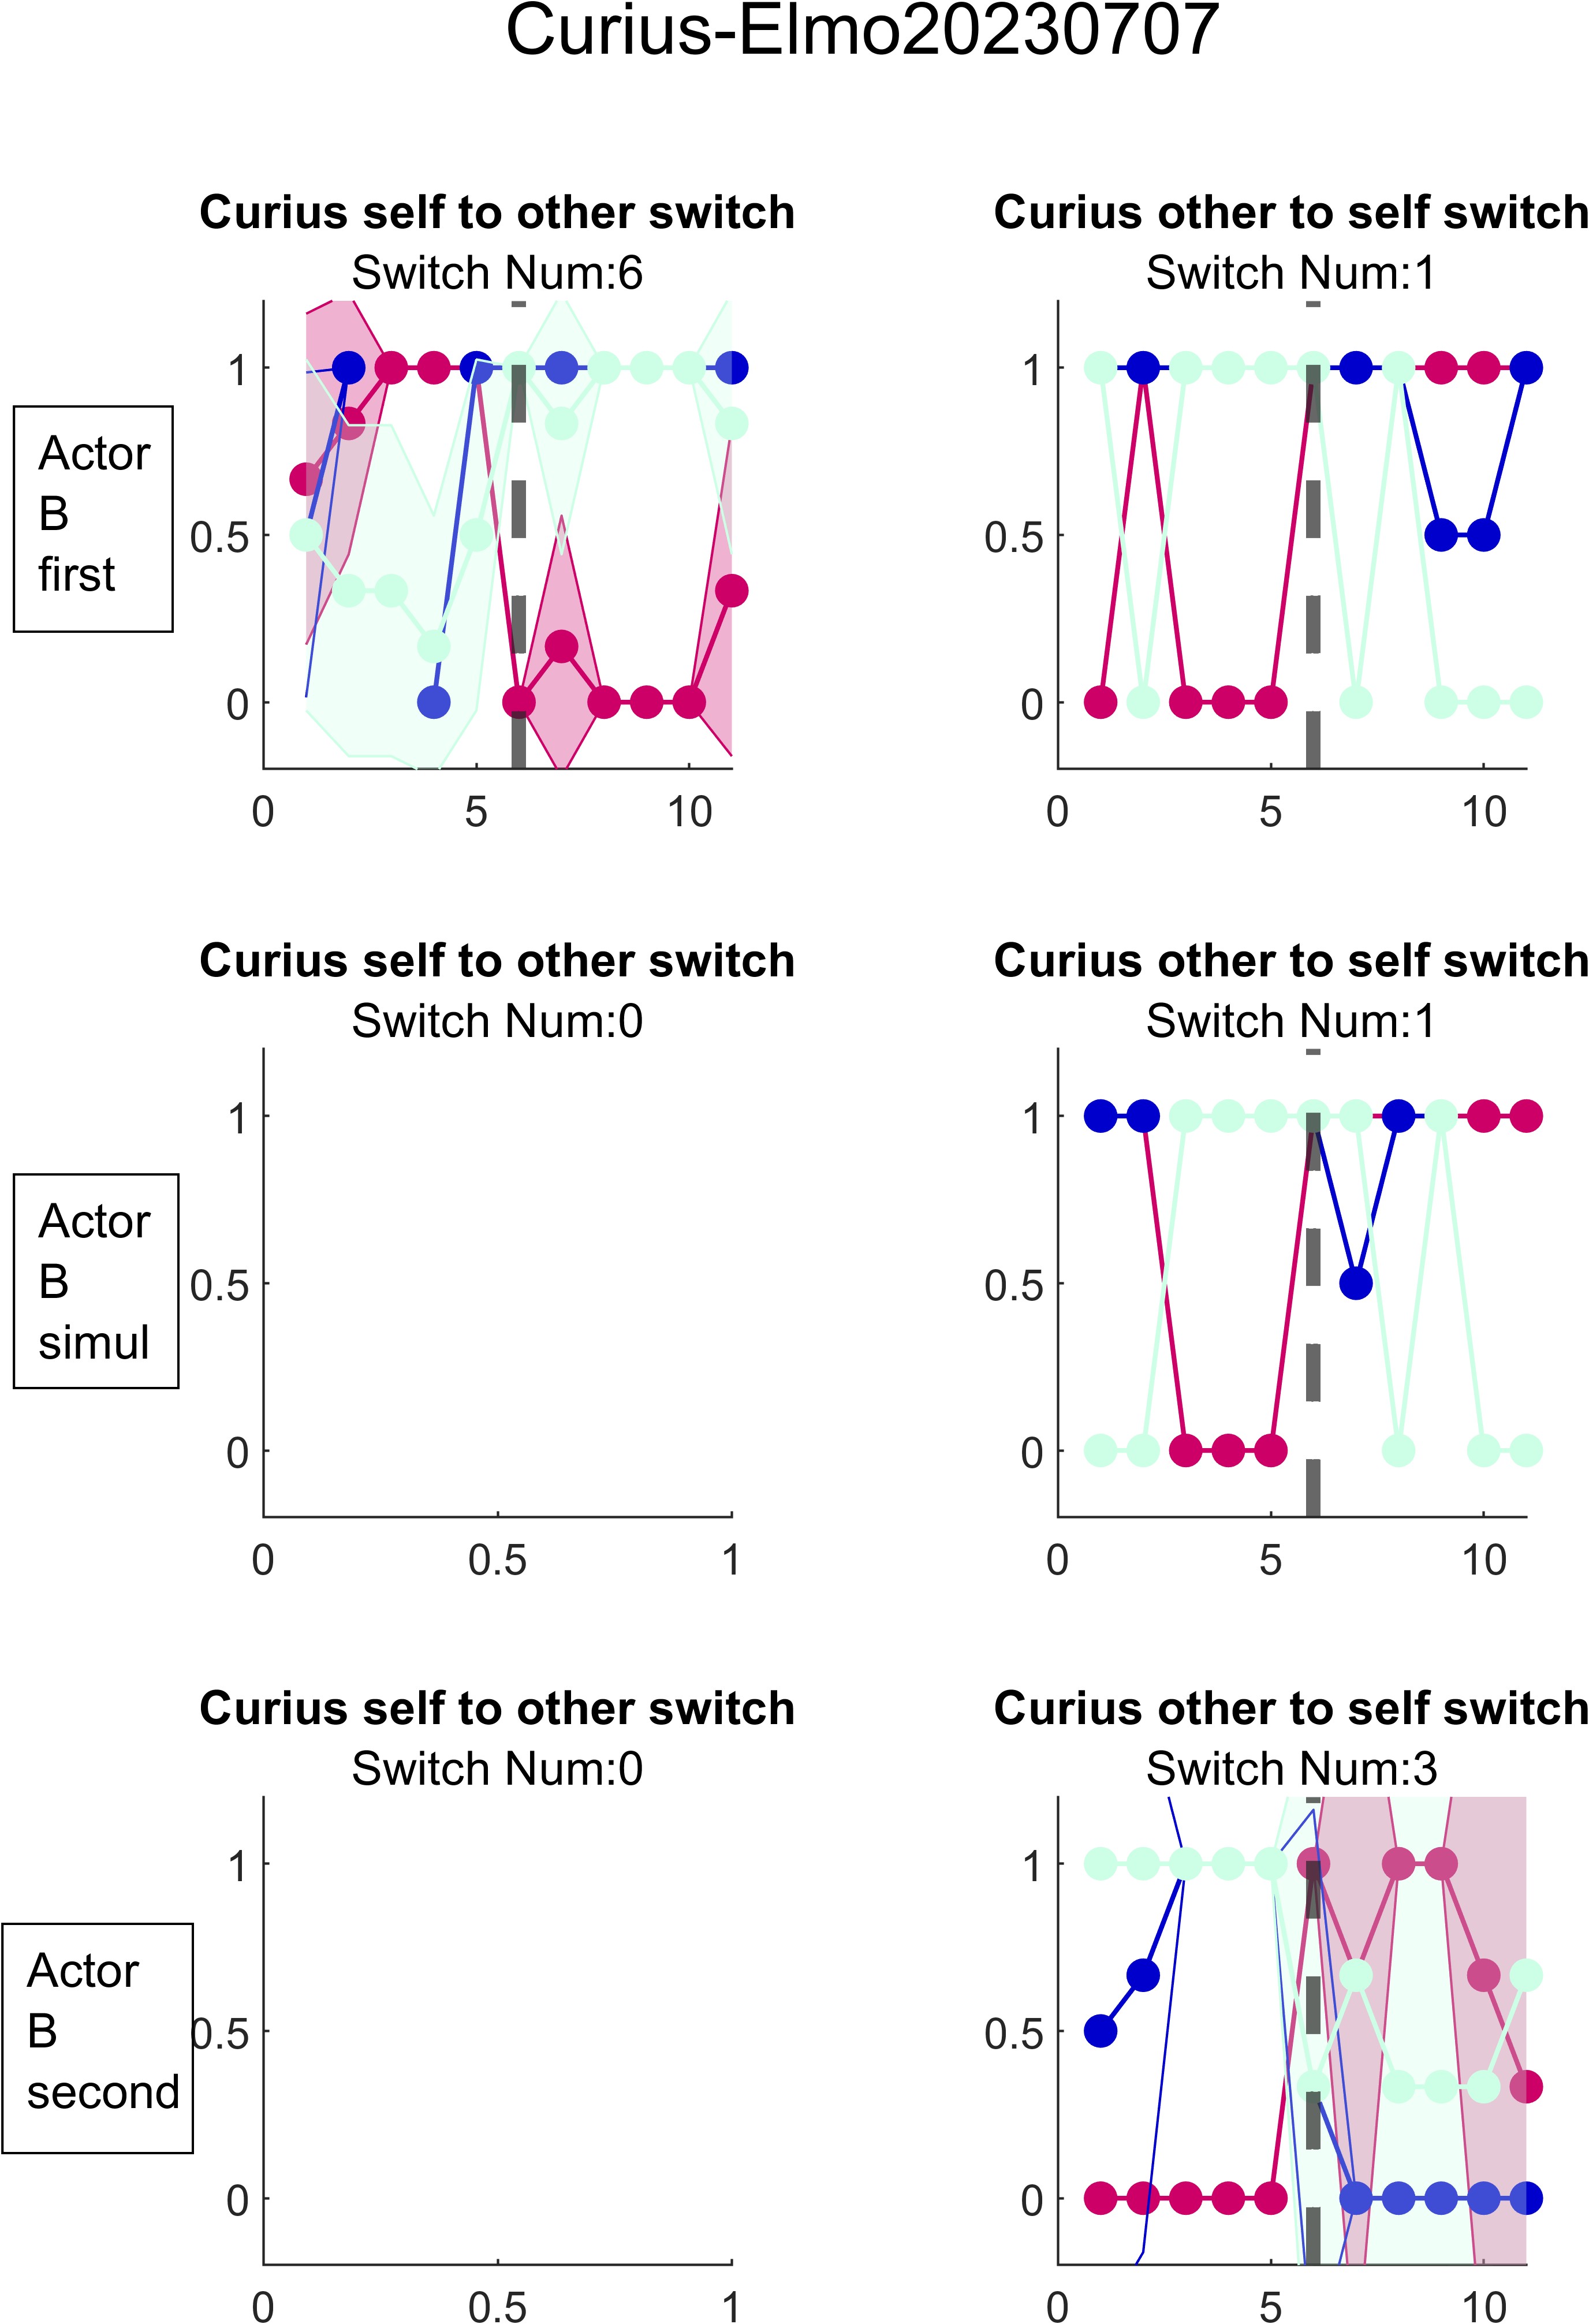 Curius-Elmo20230707
Curius self to other switch
Switch Num:6
1
0.5
0
0
5
10
Curius other to self switch
Switch Num:1
1
0.5
0
0
5
10
Actor
B
first
Curius self to other switch
Switch Num:0
1
0.5
0
0
0.5
1
Curius other to self switch
Switch Num:1
1
0.5
0
0
5
10
Actor
B
simul
Curius self to other switch
Switch Num:0
1
0.5
0
0
0.5
1
Curius other to self switch
Switch Num:3
1
0.5
0
0
5
10
Actor
B
second